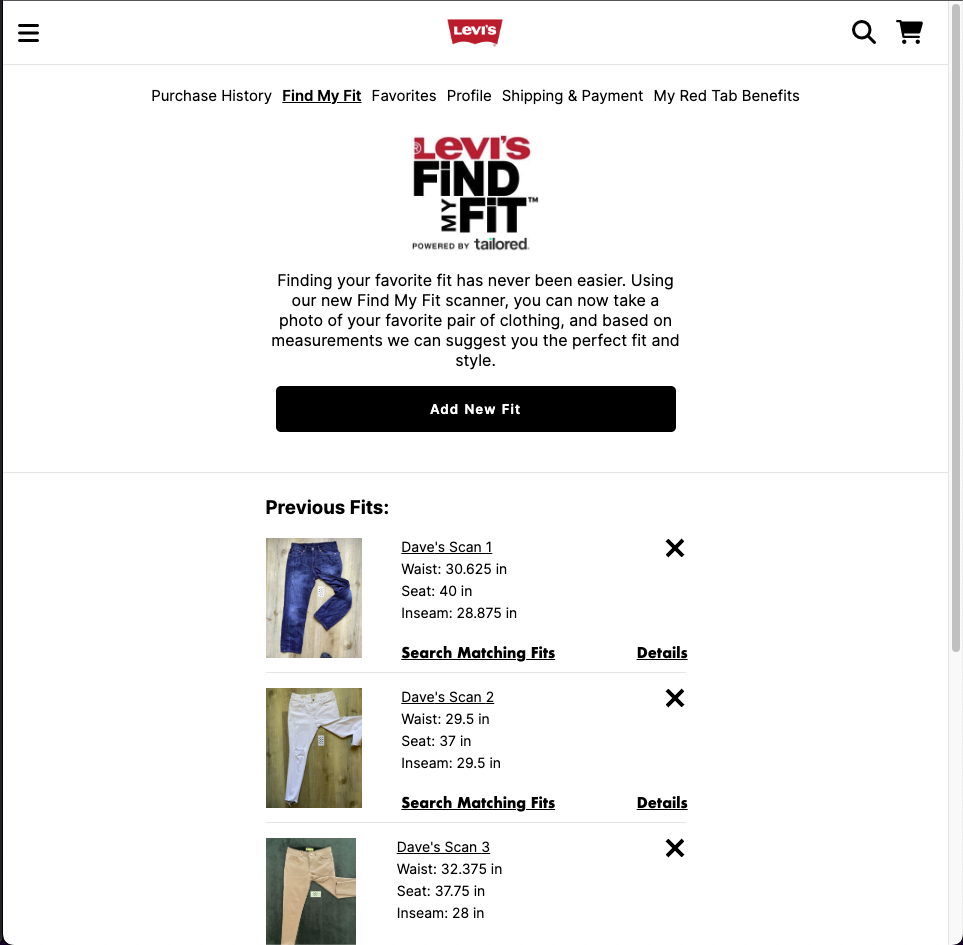 Levi's
Purchase History Find My Fit Favorites Profile Shipping & Payment My Red Tab Benefits
Levi's ®
FiND
MY FiT ™
POWERED BY tailored.
Finding your favorite fit has never been easier. Using
our new Find My Fit scanner, you can now take a
photo of your favorite pair of clothing, and based on
measurements we can suggest you the perfect fit and
style.
Add New Fit
Previous Fits:
Dave's Scan 1
Waist: 30.625 in
Seat: 40 in
Inseam: 28.875 in
Search Matching Fits Details
Dave's Scan 2
Waist: 29.5 in
Seat: 37 in
Inseam: 29.5 in
Search Matching Fits Details
Dave's Scan 3
Waist: 32.375 in
Seat: 37.75 in
Inseam: 28 in